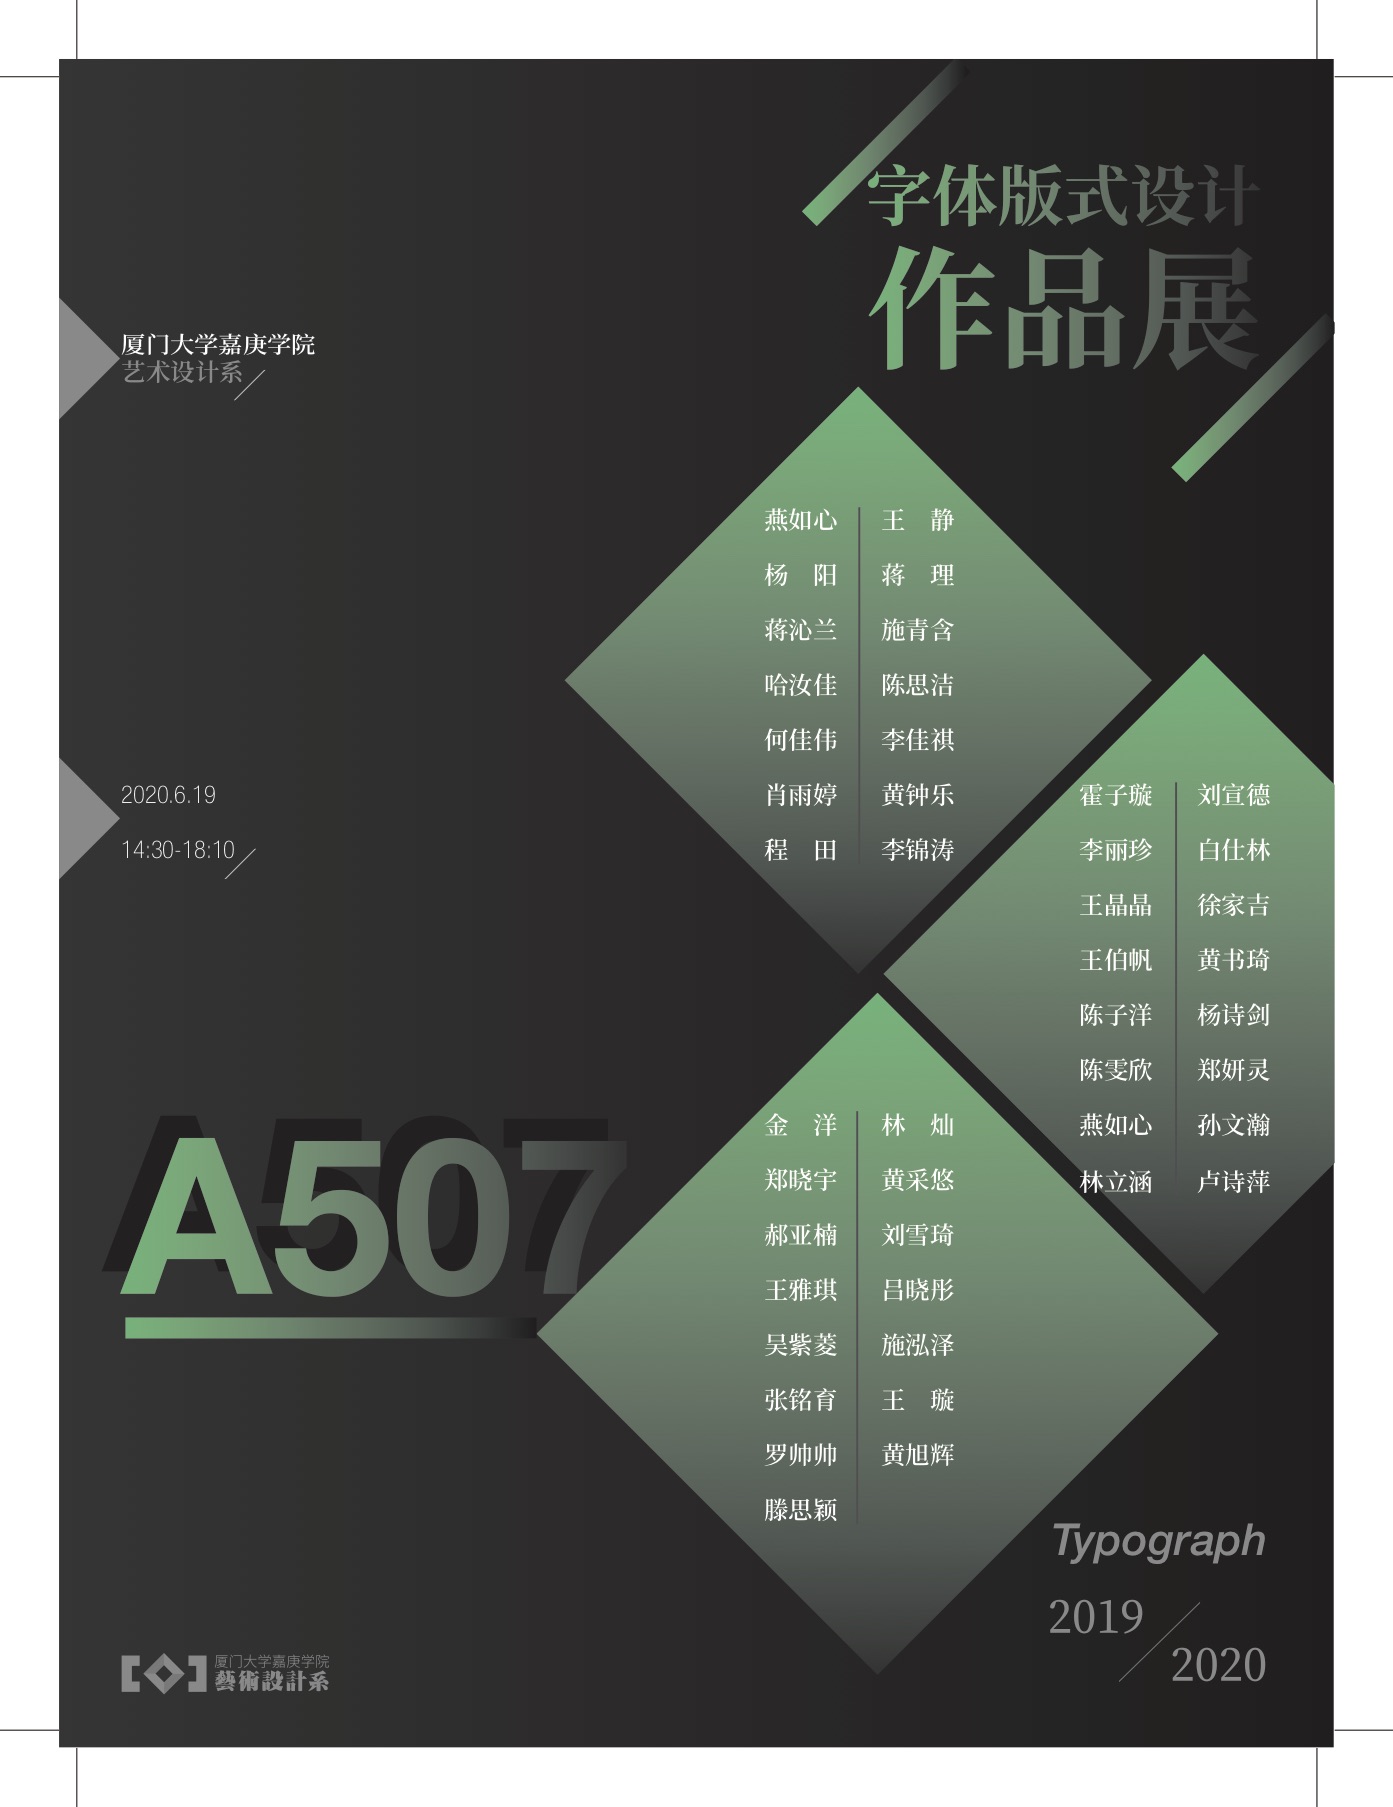 字体版式设计
作品展
厦门大学嘉庚学院
艺术设计系
2020.6.19
14:30-18:10
燕如心 王　静
杨　阳 蒋　理
蒋沁兰 施青含
哈汝佳 陈思洁
何佳伟 李佳祺
肖雨婷 黄钟乐
程　田 李锦涛
霍子璇 刘宣德
李丽珍 白仕林
王晶晶 徐家吉
王伯帆 黄书琦
陈子洋 杨诗剑
陈雯欣 郑妍灵
燕如心 孙文瀚
林立涵 卢诗萍
金　洋 林　灿
郑晓宇 黄采悠
郝亚楠 刘雪琦
王雅琪 吕晓彤
吴紫菱 施泓泽
张铭育 王　璇
罗帅帅 黄旭辉
滕思颖
A507
Typograph
2019
2020
厦门大学嘉庚学院
藝術設計系